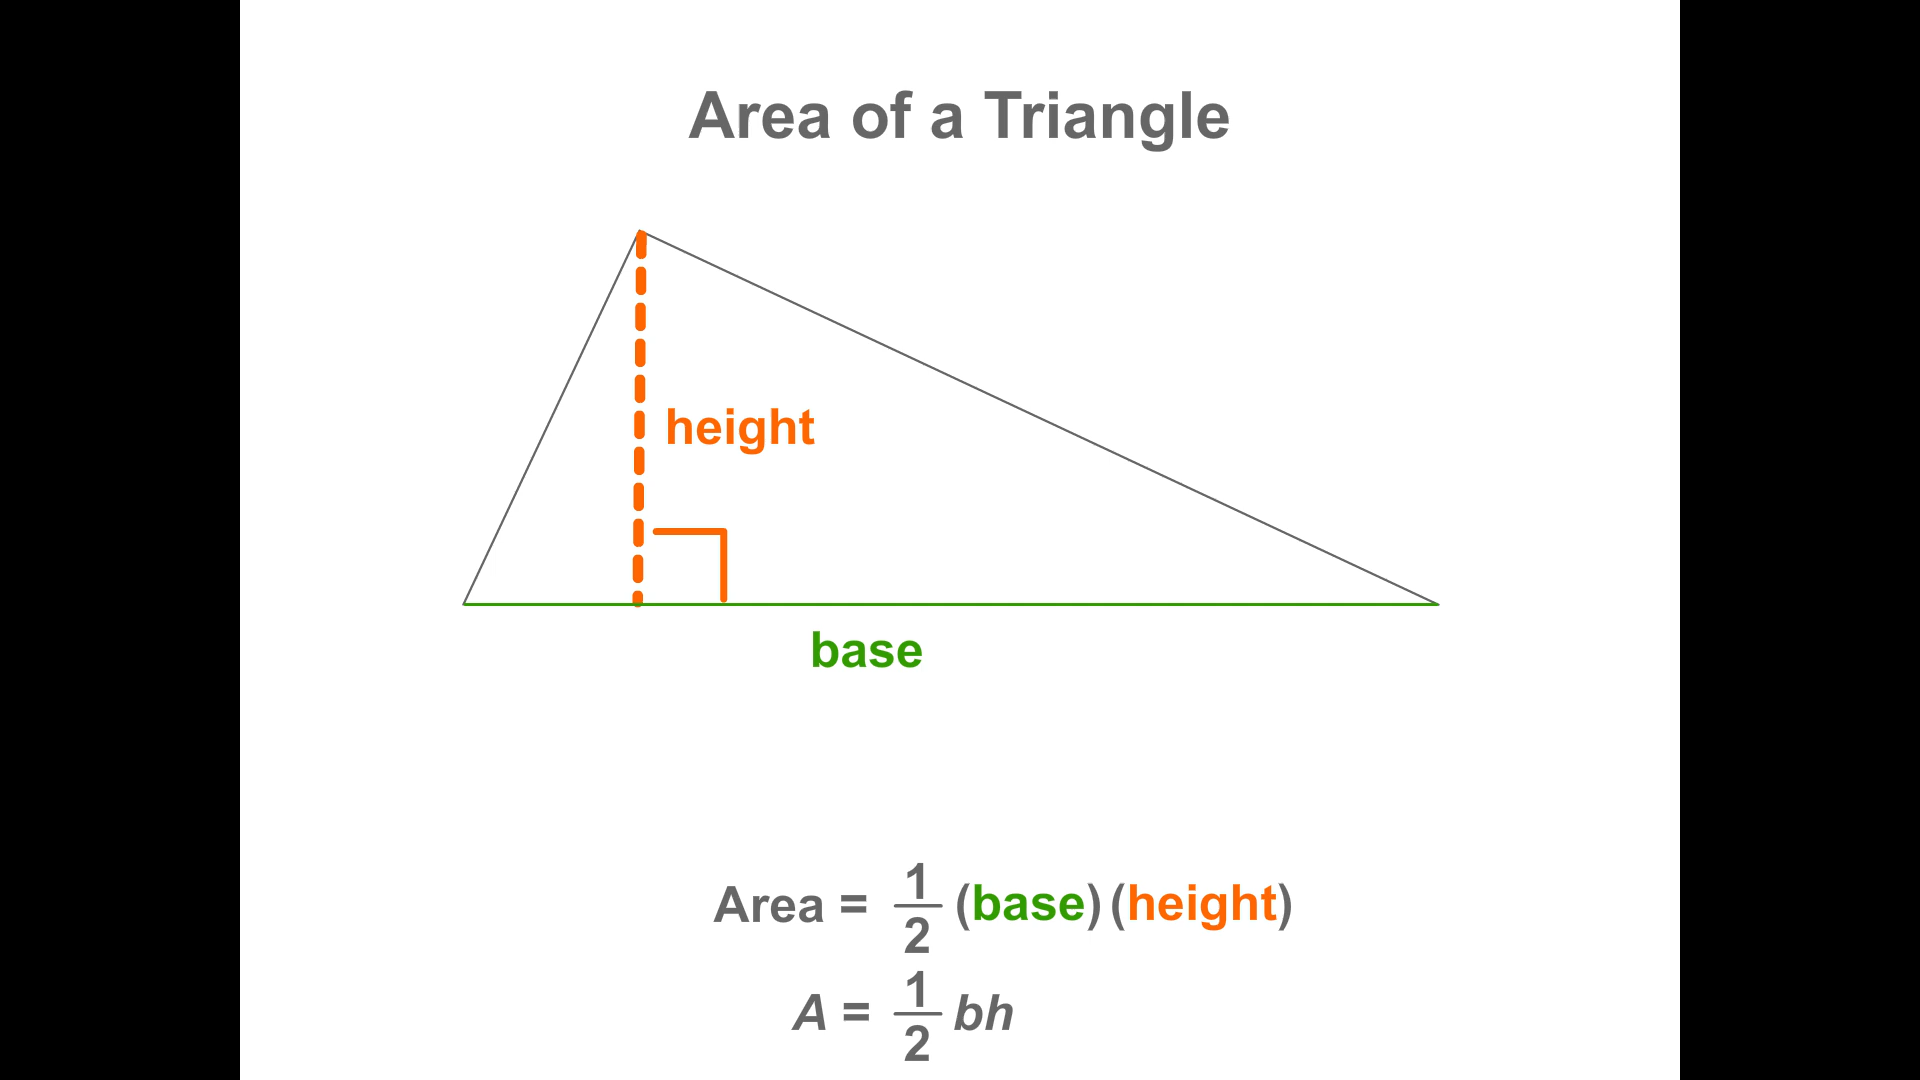 Area of a Triangle
height
base
Area = 1/2 (base)(height)
A = 1/2 bh